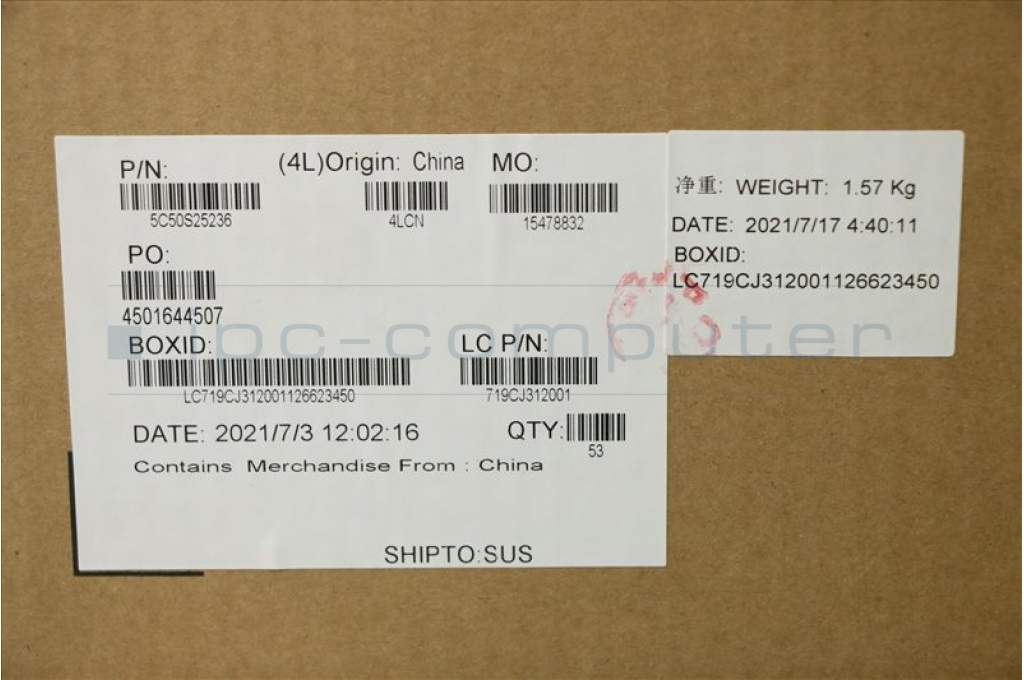 P/N: (4L)Origin: China MO:
5C50S25236 4LCN 15478832
PO:
4501644507
BOXID: LC P/N:
LC719CJ312001126623450 719CJ312001
DATE: 2021/7/3 12:02:16 QTY:
53
Contains Merchandise From : China
SHIPTO:SUS
净重: WEIGHT: 1.57 Kg
DATE: 2021/7/17 4:40:11
BOXID:
LC719CJ312001126623450
ipc-computer